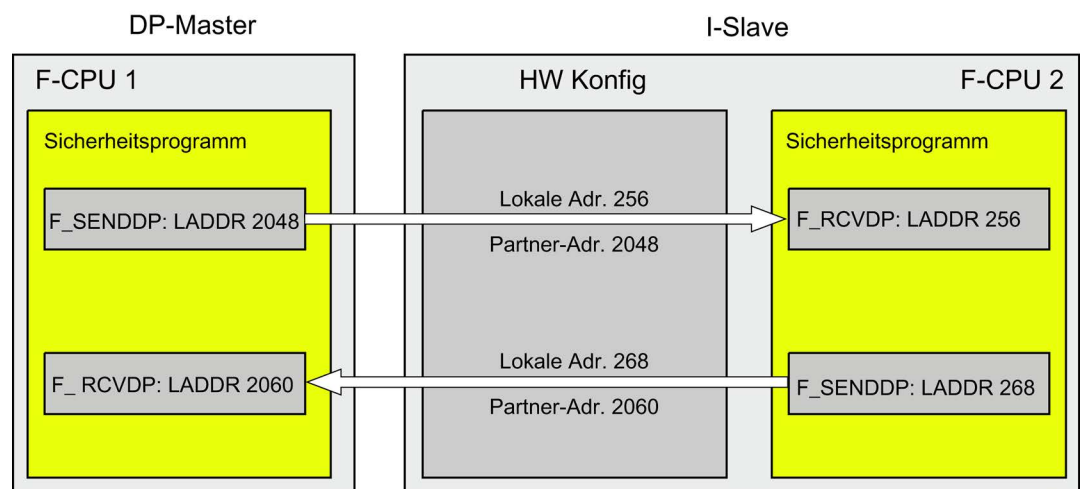 DP-Master
I-Slave
F-CPU 1
HW Konfig
F-CPU 2
Sicherheitsprogramm
Sicherheitsprogramm
F_SENDDP: LADDR 2048
Lokale Adr. 256
Partner-Adr. 2048
F_RCVDP: LADDR 256
F_ RCVDP: LADDR 2060
Lokale Adr. 268
Partner-Adr. 2060
F_SENDDP: LADDR 268